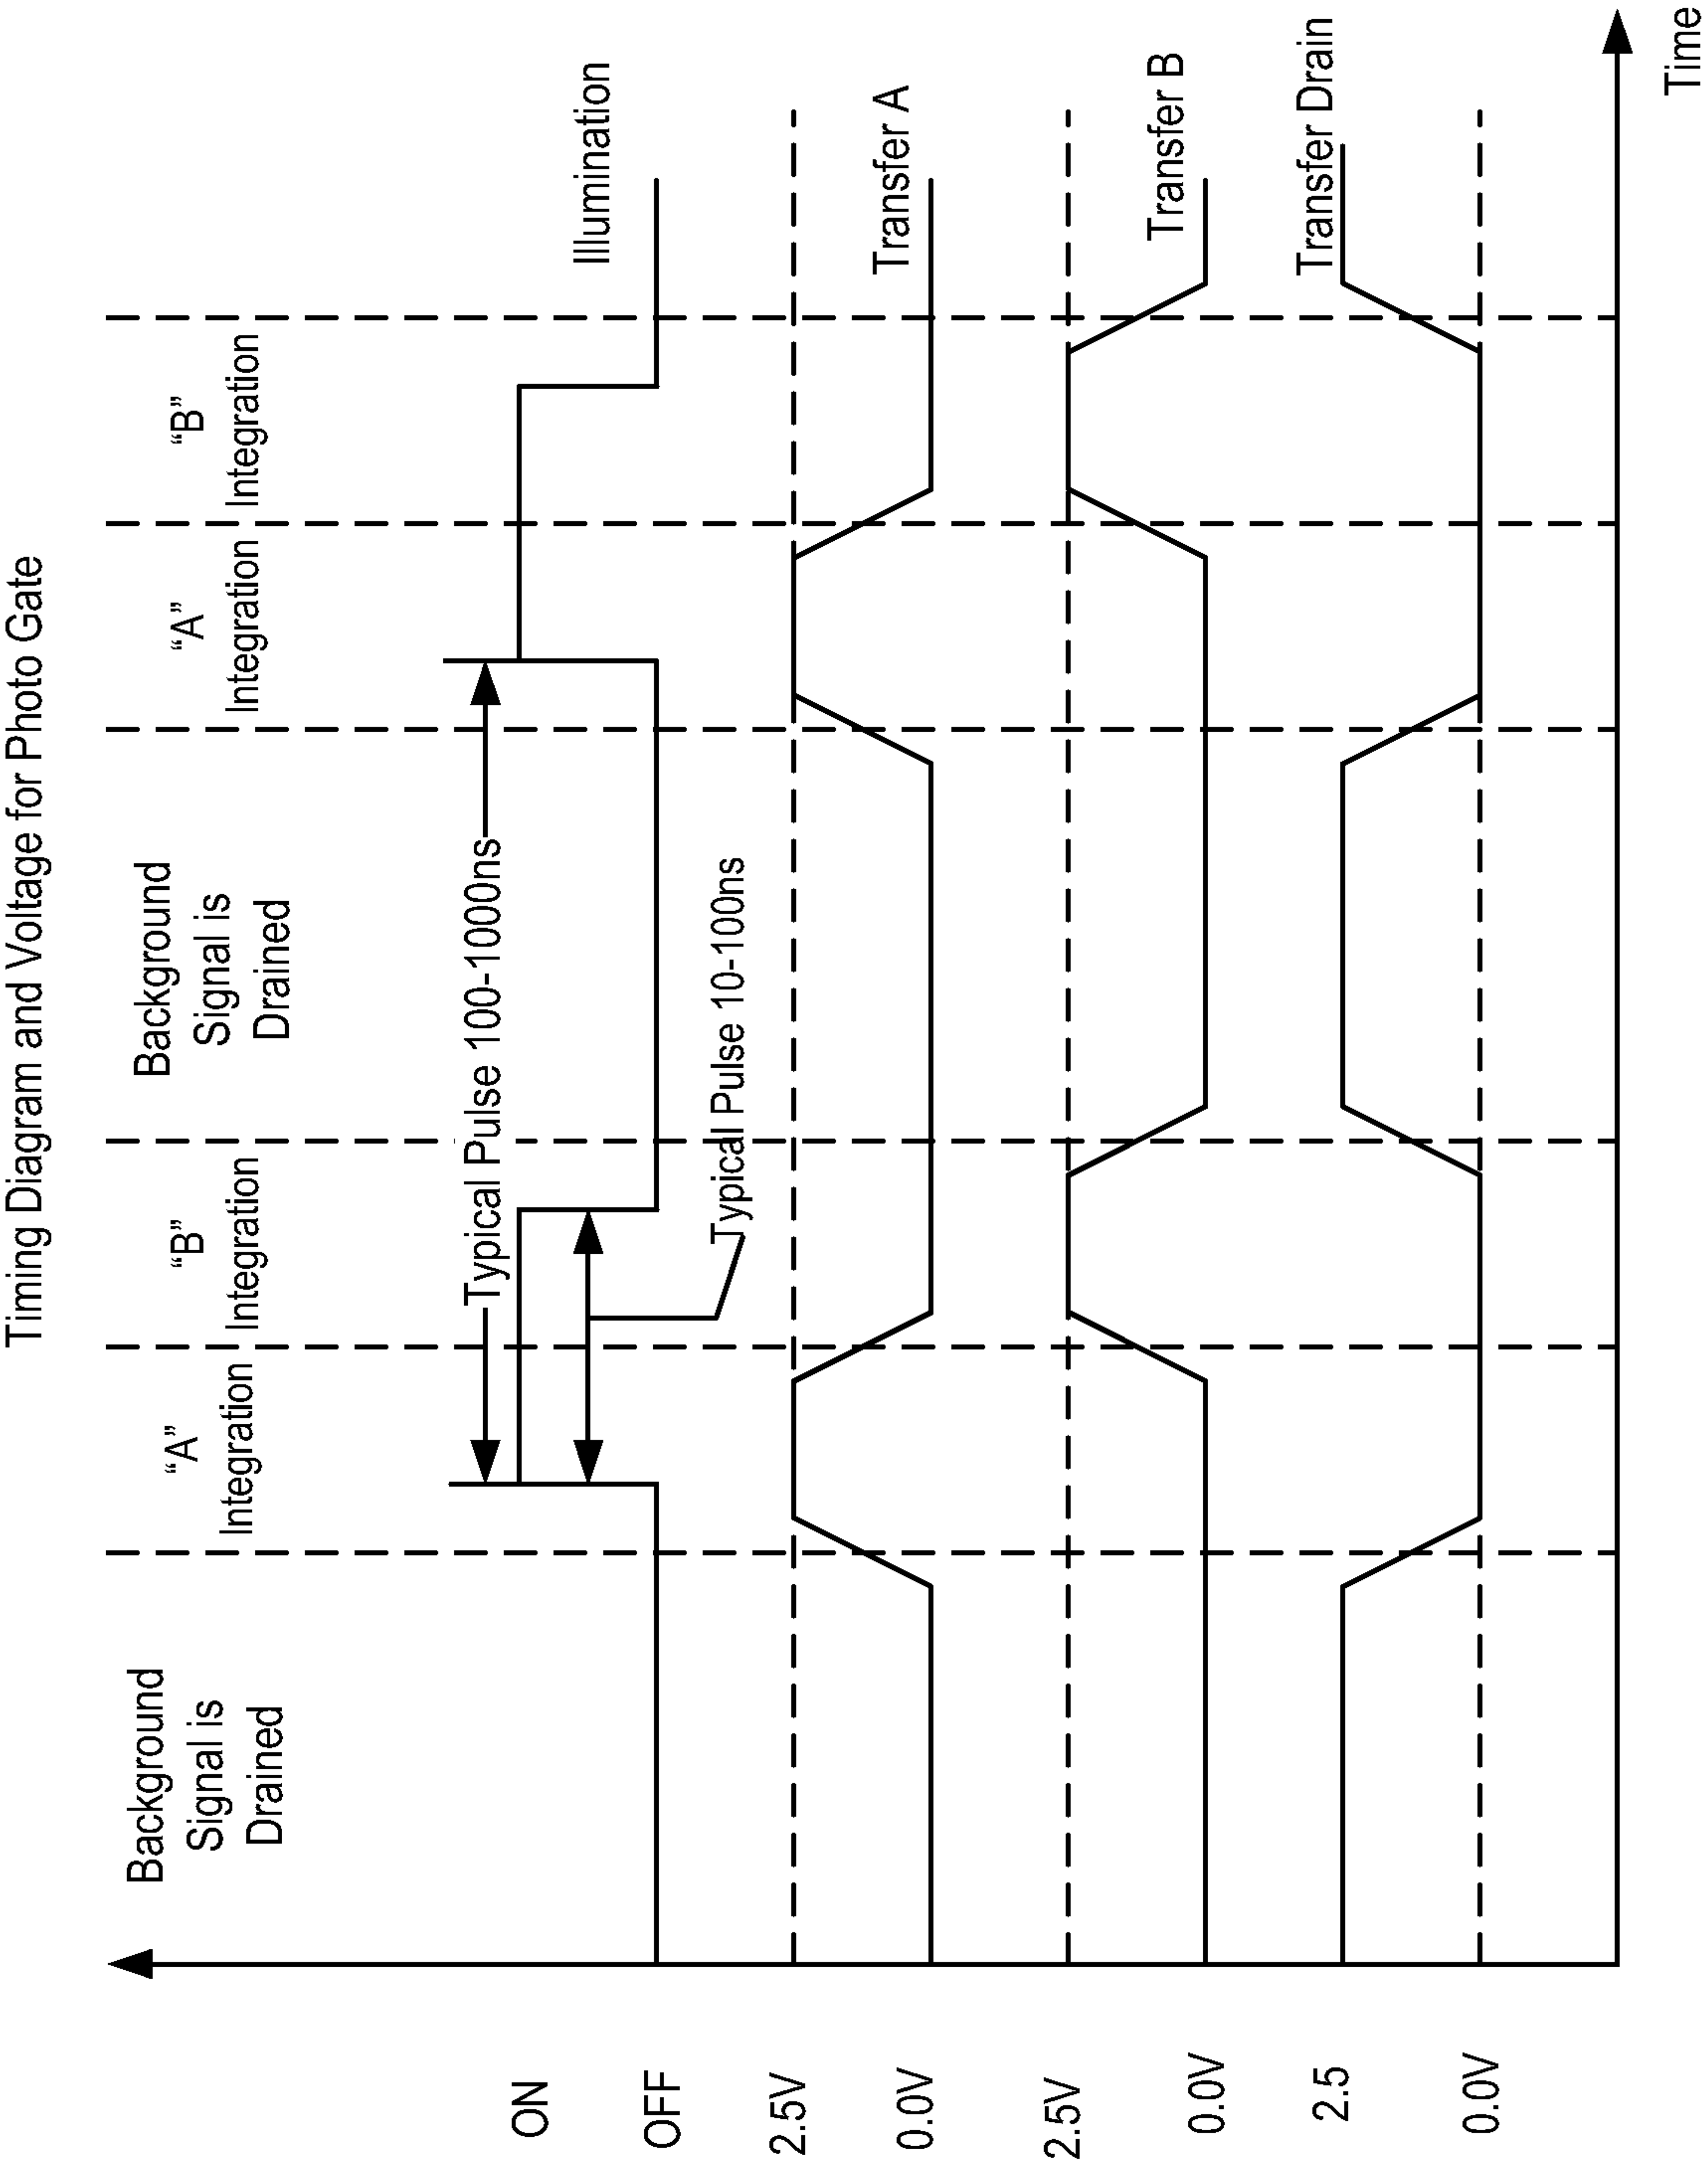 Timing Diagram and Voltage for Photo Gate
Background
Signal is
Drained
“A”
Integration
“B”
Integration
Background
Signal is
Drained
“A”
Integration
“B”
Integration
ON
OFF
Typical Pulse 100-1000ns
Typical Pulse 10-100ns
Illumination
2.5V
0.0V
Transfer A
2.5V
0.0V
Transfer B
2.5
0.0V
Transfer Drain
Time